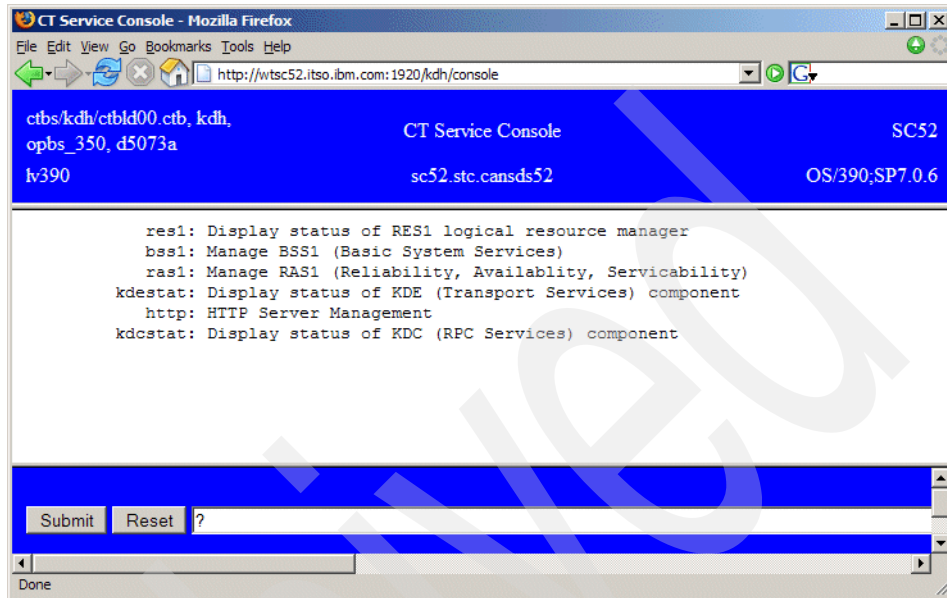 CT Service Console - Mozilla Firefox
File Edit View Go Bookmarks Tools Help
http://wtsc52.itso.ibm.com:1920/kdh/console
G
ctbs/kdh/ctbld00.ctb, kdh,
opbs_350, d5073a
CT Service Console
SC52
lv390
sc52.stc.cansds52
OS/390;SP7.0.6
res1: Display status of RES1 logical resource manager
bss1: Manage BSS1 (Basic System Services)
ras1: Manage RAS1 (Reliability, Availablity, Servicability)
kdestat: Display status of KDE (Transport Services) component
http: HTTP Server Management
kdcstat: Display status of KDC (RPC Services) component
Submit Reset ?
Done